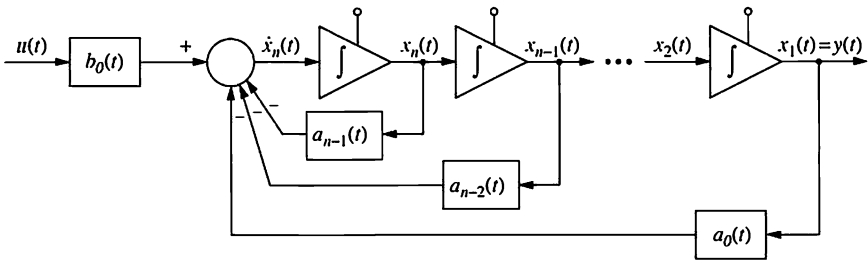 u(t)
b₀(t)
+
ẋₙ(t)
∫
xₙ(t)
∫
xₙ₋₁(t)
•••
x₂(t)
∫
x₁(t) = y(t)
− − −
aₙ₋₁(t)
aₙ₋₂(t)
a₀(t)